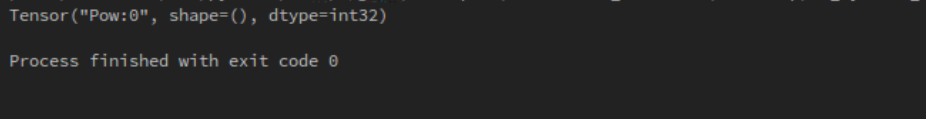 Tensor("Pow:0", shape=(), dtype=int32)
Process finished with exit code 0